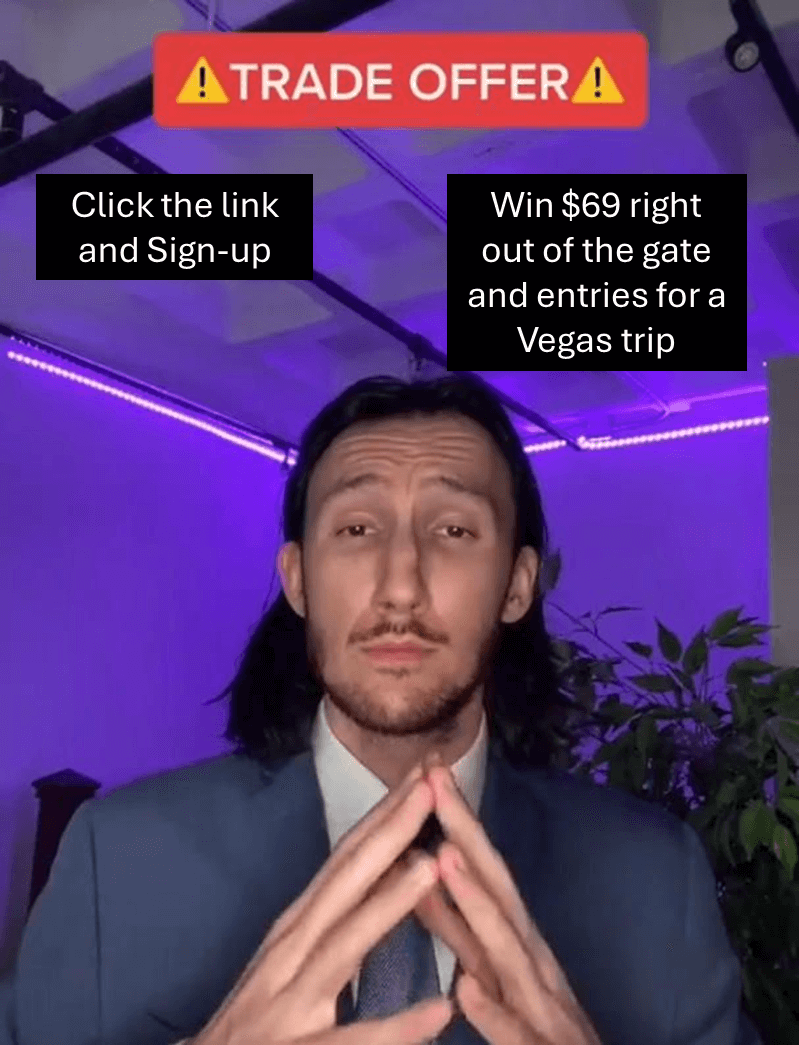 ⚠TRADE OFFER⚠
Click the link
and Sign-up
Win $69 right
out of the gate
and entries for a
Vegas trip